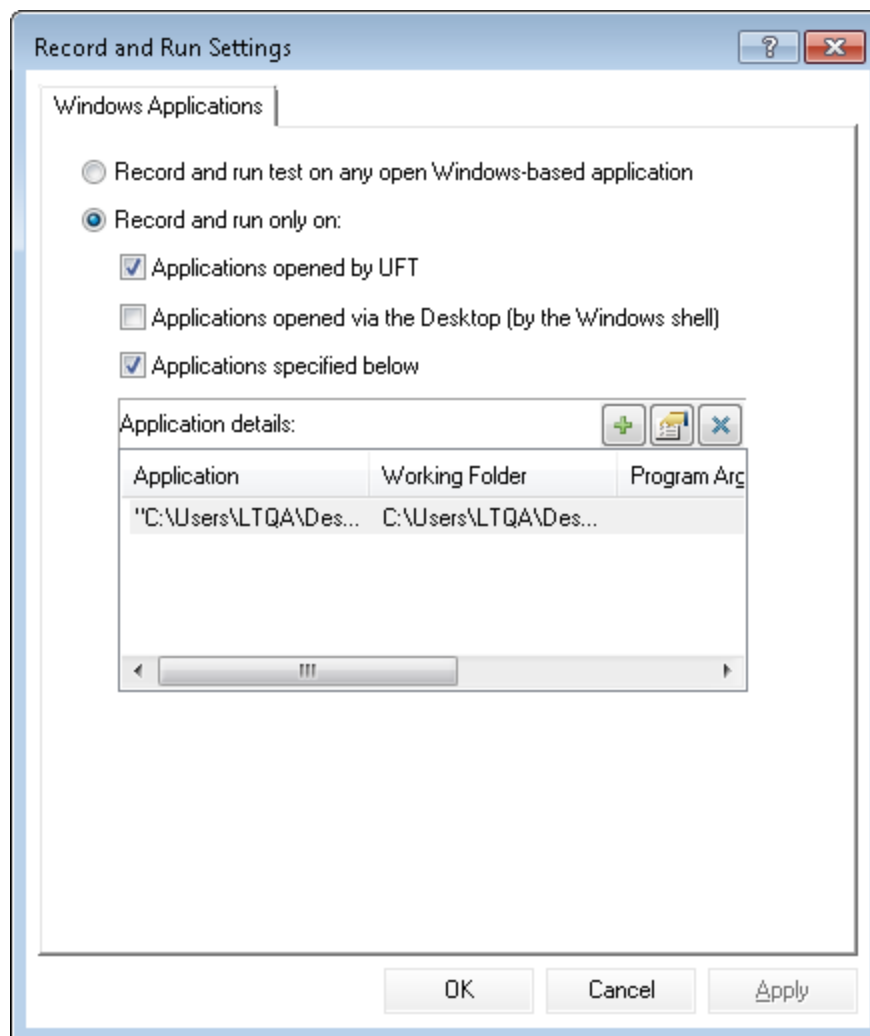 Record and Run Settings
Windows Applications
Record and run test on any open Windows-based application
Record and run only on:
Applications opened by UFT
Applications opened via the Desktop (by the Windows shell)
Applications specified below
Application details:
Application Working Folder Program Arg
"C:\Users\LTQA\Des... C:\Users\LTQA\Des...
OK Cancel Apply